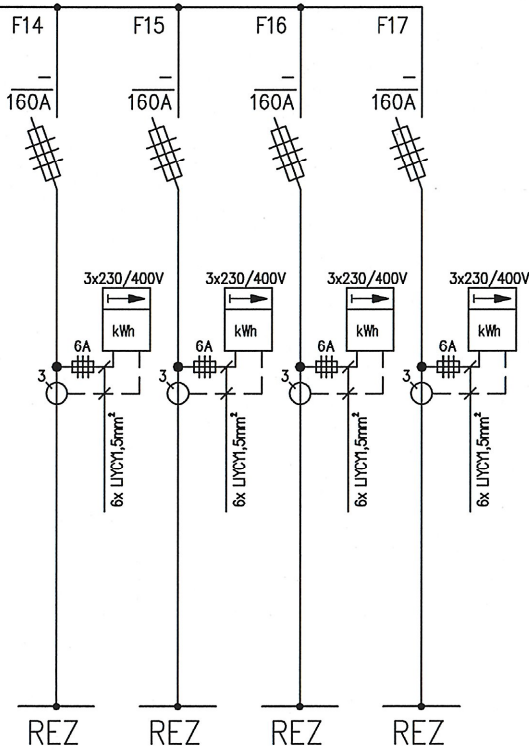 F14 F15 F16 F17
– – – –
160A 160A 160A 160A
3x230/400V 3x230/400V 3x230/400V 3x230/400V
kWh kWh kWh kWh
6A 6A 6A 6A
3 3 3 3
6x LIYCY1,5mm² 6x LIYCY1,5mm² 6x LIYCY1,5mm² 6x LIYCY1,5mm²
REZ REZ REZ REZ